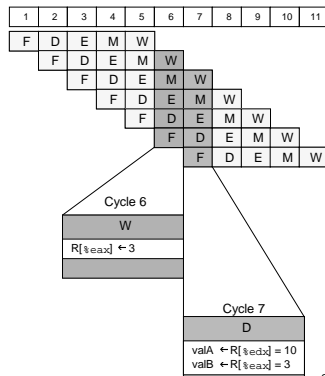 1 2 3 4 5 6 7 8 9 10 11
F D E M W
F D E M W
F D E M W
F D E M W
F D E M W
F D E M W
F D E M W
Cycle 6
W
R[%eax] ←3
Cycle 7
D
valA ←R[%edx] = 10
valB ←R[%eax] = 3